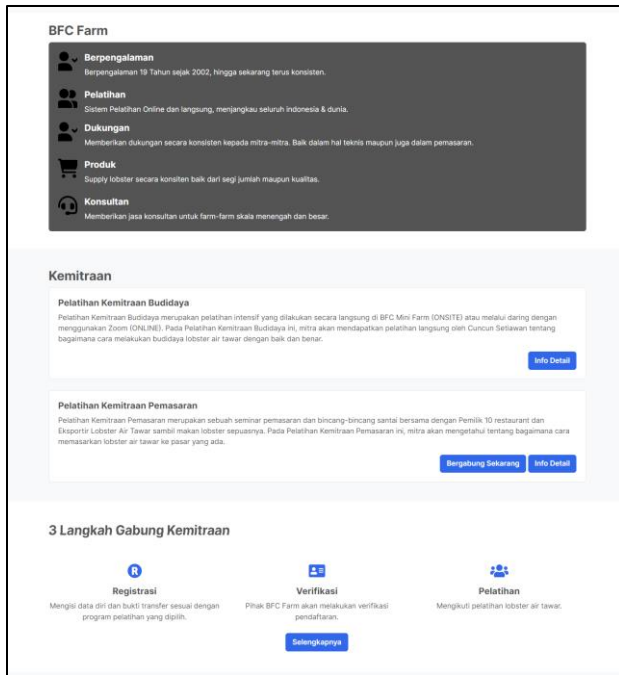 BFC Farm
Berpengalaman
Berpengalaman 19 Tahun sejak 2002, hingga sekarang terus konsisten.
Pelatihan
Sistem Pelatihan Online dan langsung, menjangkau seluruh indonesia & dunia.
Dukungan
Memberikan dukungan secara konsisten kepada mitra-mitra. Baik dalam hal teknis maupun juga dalam pemasaran.
Produk
Supply lobster secara konsiten baik dari segi jumlah maupun kualitas.
Konsultan
Memberikan jasa konsultan untuk farm-farm skala menengah dan besar.
Kemitraan
Pelatihan Kemitraan Budidaya
Pelatihan Kemitraan Budidaya merupakan pelatihan intensif yang dilakukan secara langsung di BFC Mini Farm (ONSITE) atau melalui daring dengan
menggunakan Zoom (ONLINE). Pada Pelatihan Kemitraan Budidaya ini, mitra akan mendapatkan pelatihan langsung oleh Cuncun Setiawan tentang
bagaimana cara melakukan budidaya lobster air tawar dengan baik dan benar.
Info Detail
Pelatihan Kemitraan Pemasaran
Pelatihan Kemitraan Pemasaran merupakan sebuah seminar pemasaran dan bincang-bincang santai bersama dengan Pemilik 10 restaurant dan
Eksportir Lobster Air Tawar sambil makan lobster sepuasnya. Pada Pelatihan Kemitraan Pemasaran ini, mitra akan mengetahui tentang bagaimana cara
memasarkan lobster air tawar ke pasar yang ada.
Bergabung Sekarang Info Detail
3 Langkah Gabung Kemitraan
R
Registrasi Verifikasi Pelatihan
Mengisi data diri dan bukti transfer sesuai dengan Pihak BFC Farm akan melakukan verifikasi Mengikuti pelatihan lobster air tawar.
program pelatihan yang dipilih. pendaftaran.
Selengkapnya